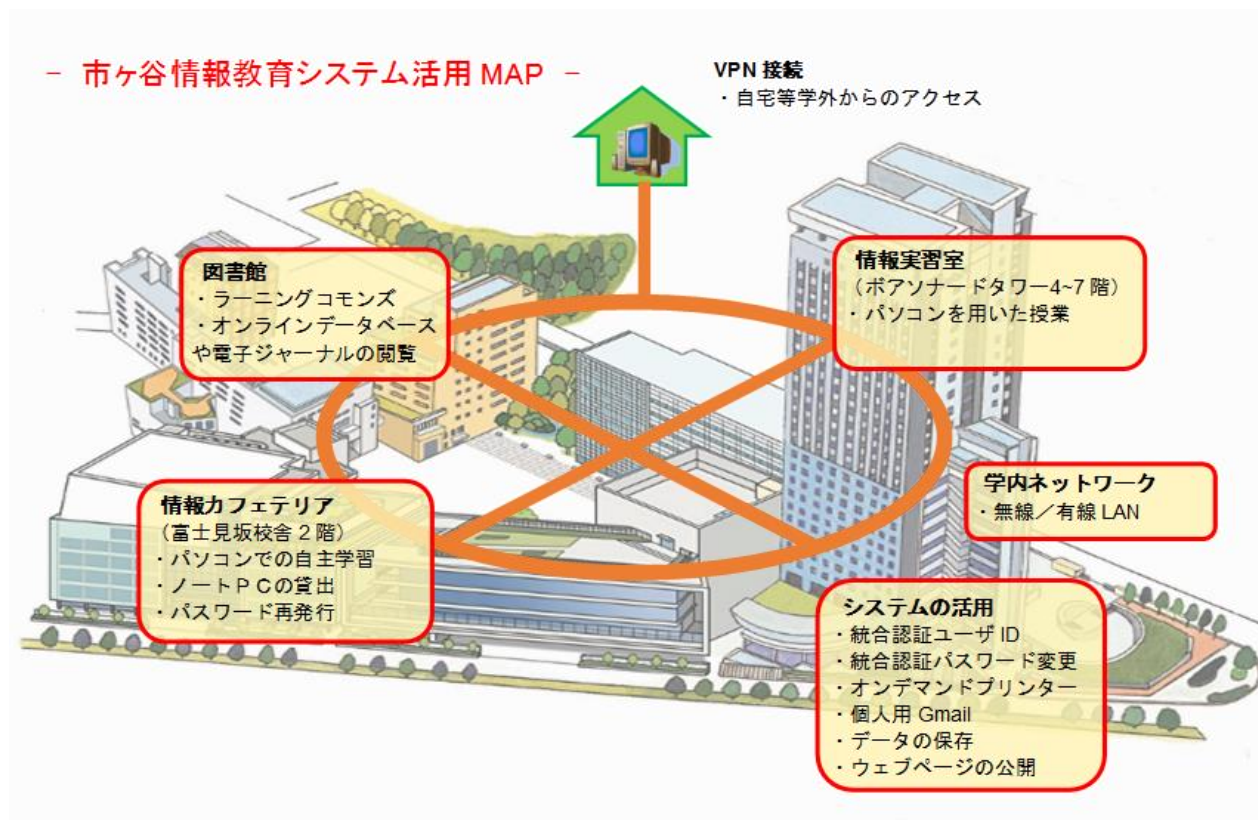 - 市ヶ谷情報教育システム活用 MAP -
VPN 接続
・自宅等学外からのアクセス
図書館
・ラーニングコモンズ
・オンラインデータベース
や電子ジャーナルの閲覧
情報実習室
（ボアソナードタワー4~7 階）
・パソコンを用いた授業
情報カフェテリア
（富士見坂校舎 2 階）
・パソコンでの自主学習
・ノートＰＣの貸出
・パスワード再発行
学内ネットワーク
・無線／有線 LAN
システムの活用
・統合認証ユーザ ID
・統合認証パスワード変更
・オンデマンドプリンター
・個人用 Gmail
・データの保存
・ウェブページの公開